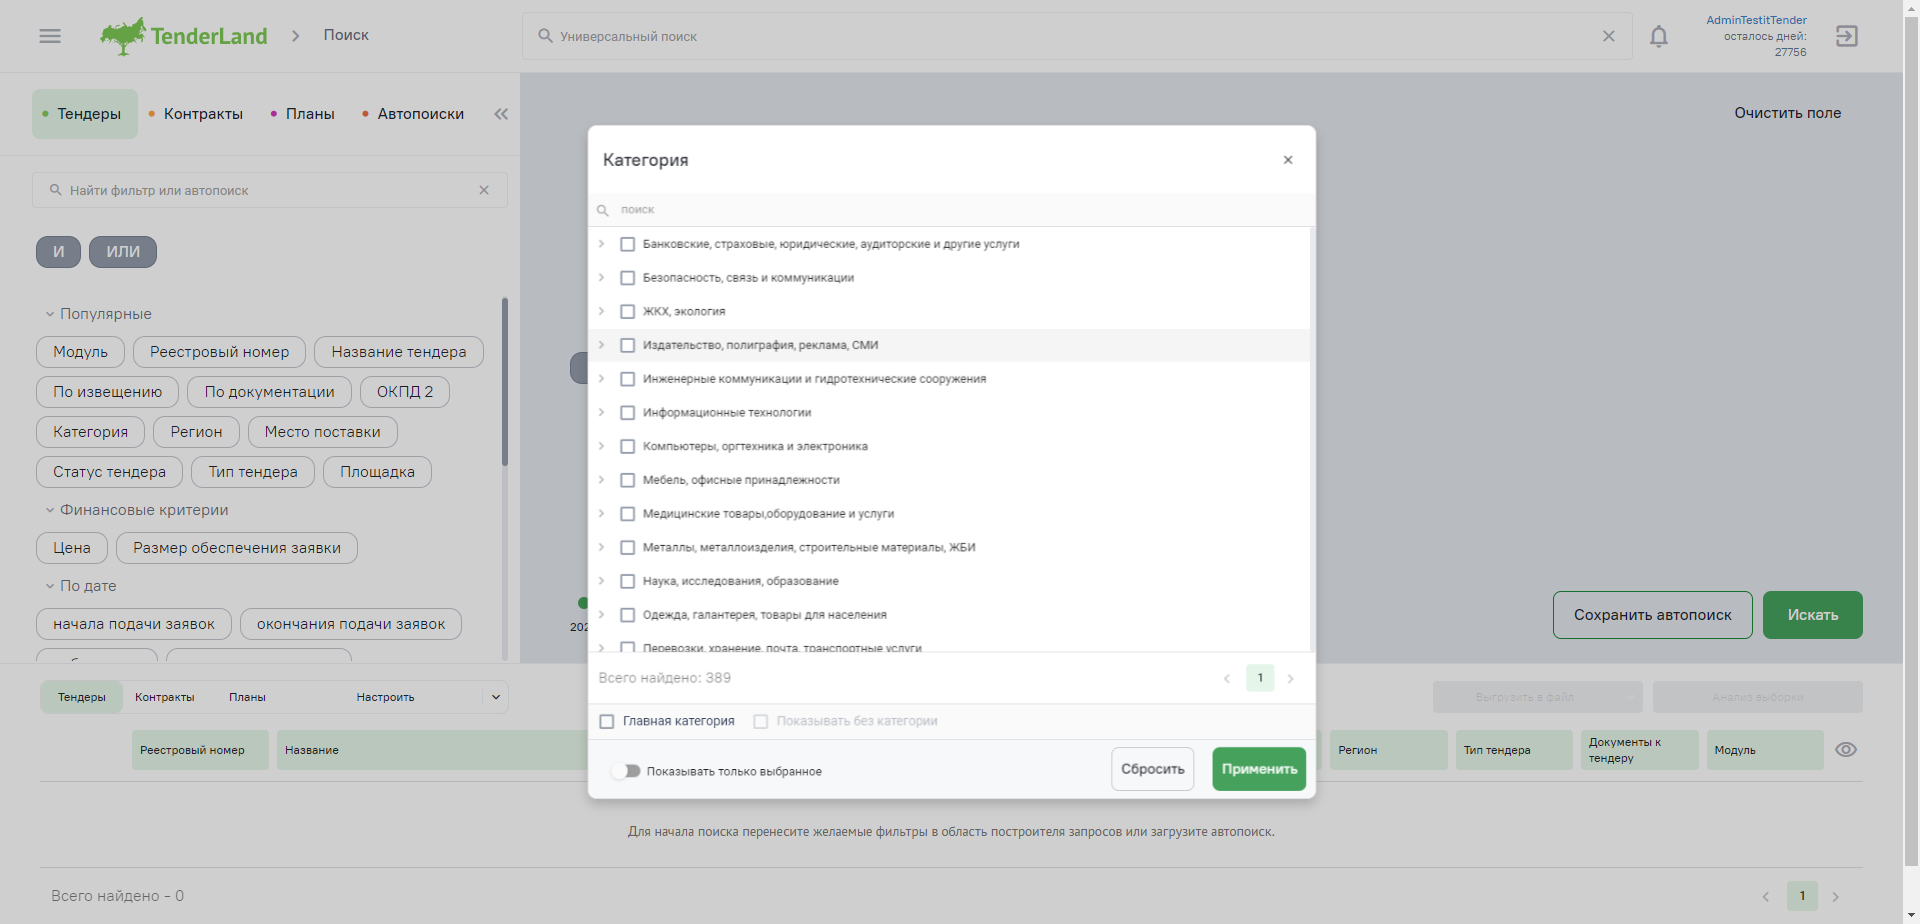 TenderLand
Поиск
Универсальный поиск
AdminTestitTender
осталось дней:
27756
Тендеры
Контракты
Планы
Автопоиски
Очистить поле
Найти фильтр или автопоиск
И
ИЛИ
Популярные
Модуль
Реестровый номер
Название тендера
По извещению
По документации
ОКПД 2
Категория
Регион
Место поставки
Статус тендера
Тип тендера
Площадка
Финансовые критерии
Цена
Размер обеспечения заявки
По дате
начала подачи заявок
окончания подачи заявок
Категория
поиск
Банковские, страховые, юридические, аудиторские и другие услуги
Безопасность, связь и коммуникации
ЖКХ, экология
Издательство, полиграфия, реклама, СМИ
Инженерные коммуникации и гидротехнические сооружения
Информационные технологии
Компьютеры, оргтехника и электроника
Мебель, офисные принадлежности
Медицинские товары,оборудование и услуги
Металлы, металлоизделия, строительные материалы, ЖБИ
Наука, исследования, образование
Одежда, галантерея, товары для населения
Перевозки, хранение, почта, транспортные услуги
Всего найдено: 389
1
Главная категория
Показывать без категории
Показывать только выбранное
Сбросить
Применить
Сохранить автопоиск
Искать
Тендеры
Контракты
Планы
Настроить
Выгрузить в файл
Анализ выборки
Реестровый номер
Название
Регион
Тип тендера
Документы к
тендеру
Модуль
Для начала поиска перенесите желаемые фильтры в область построителя запросов или загрузите автопоиск.
Всего найдено - 0
1